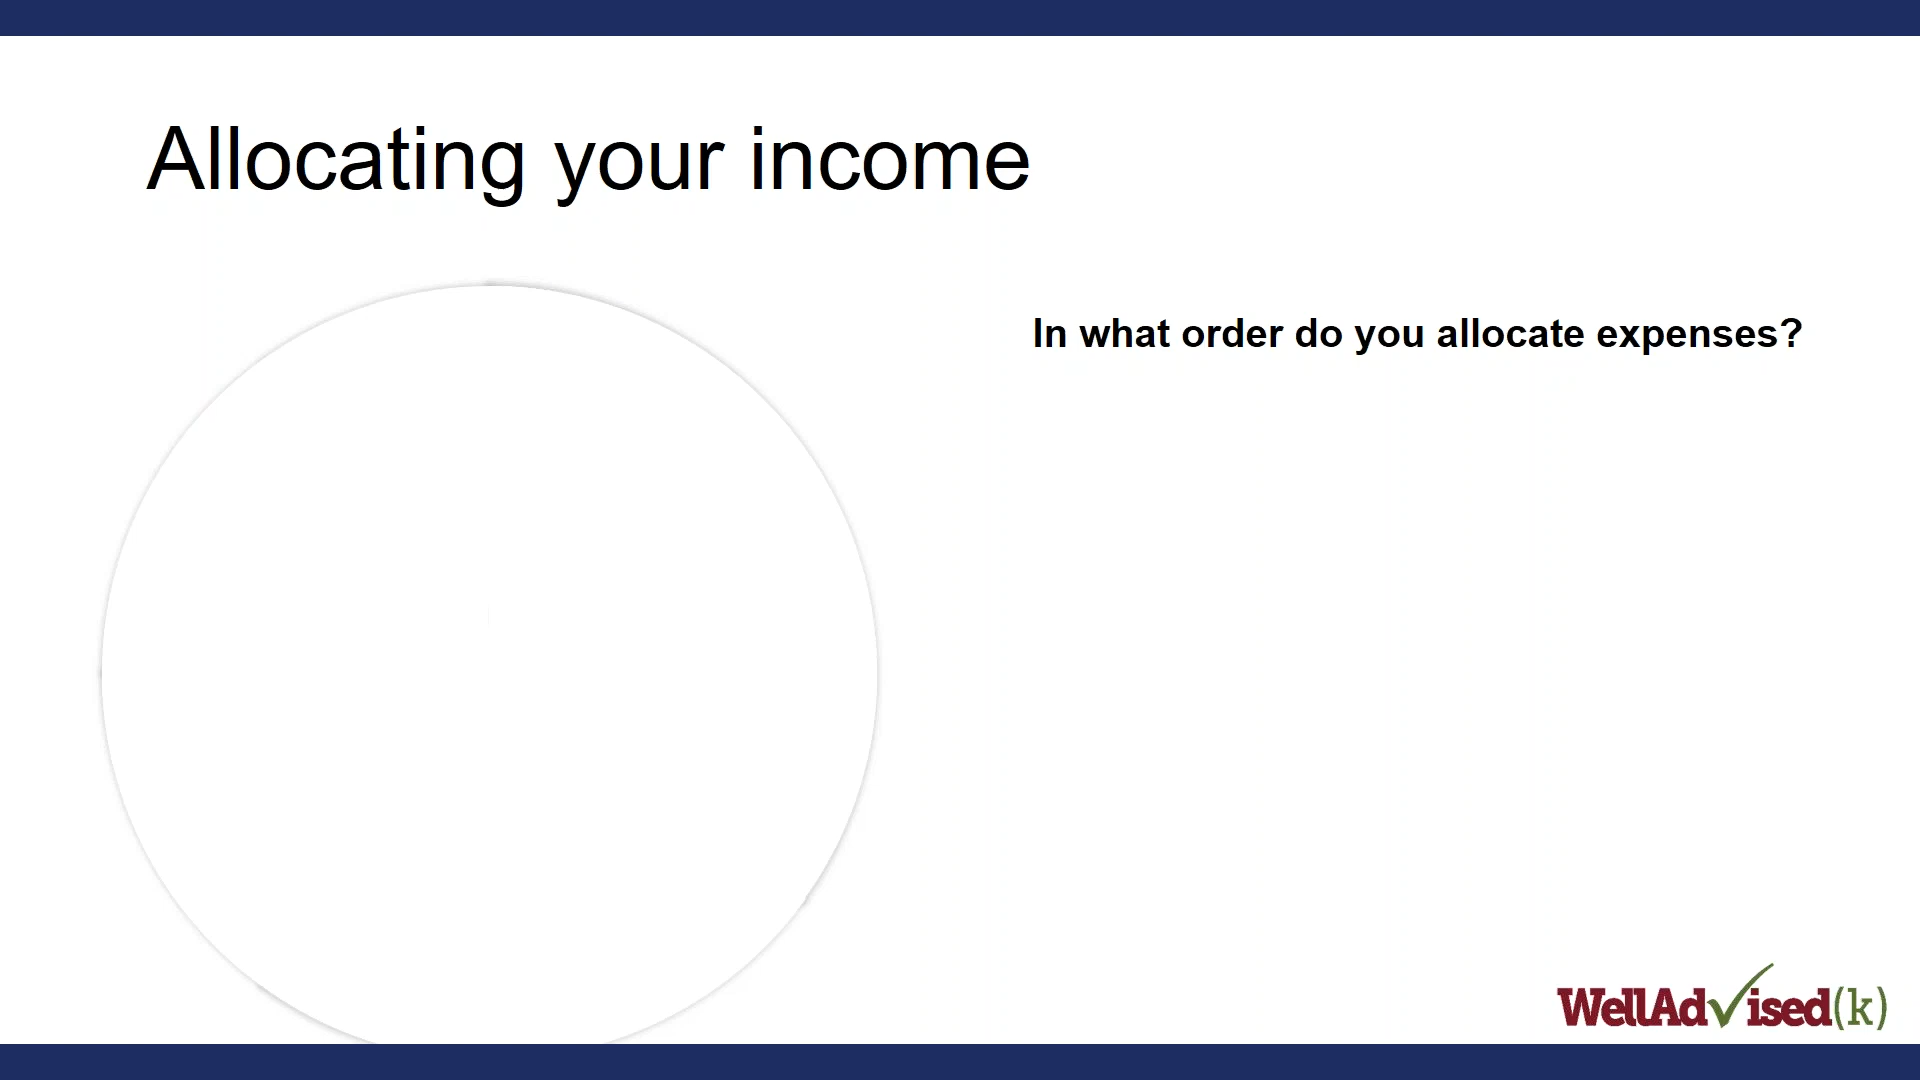 Allocating your income
In what order do you allocate expenses?
WellAdvised(k)